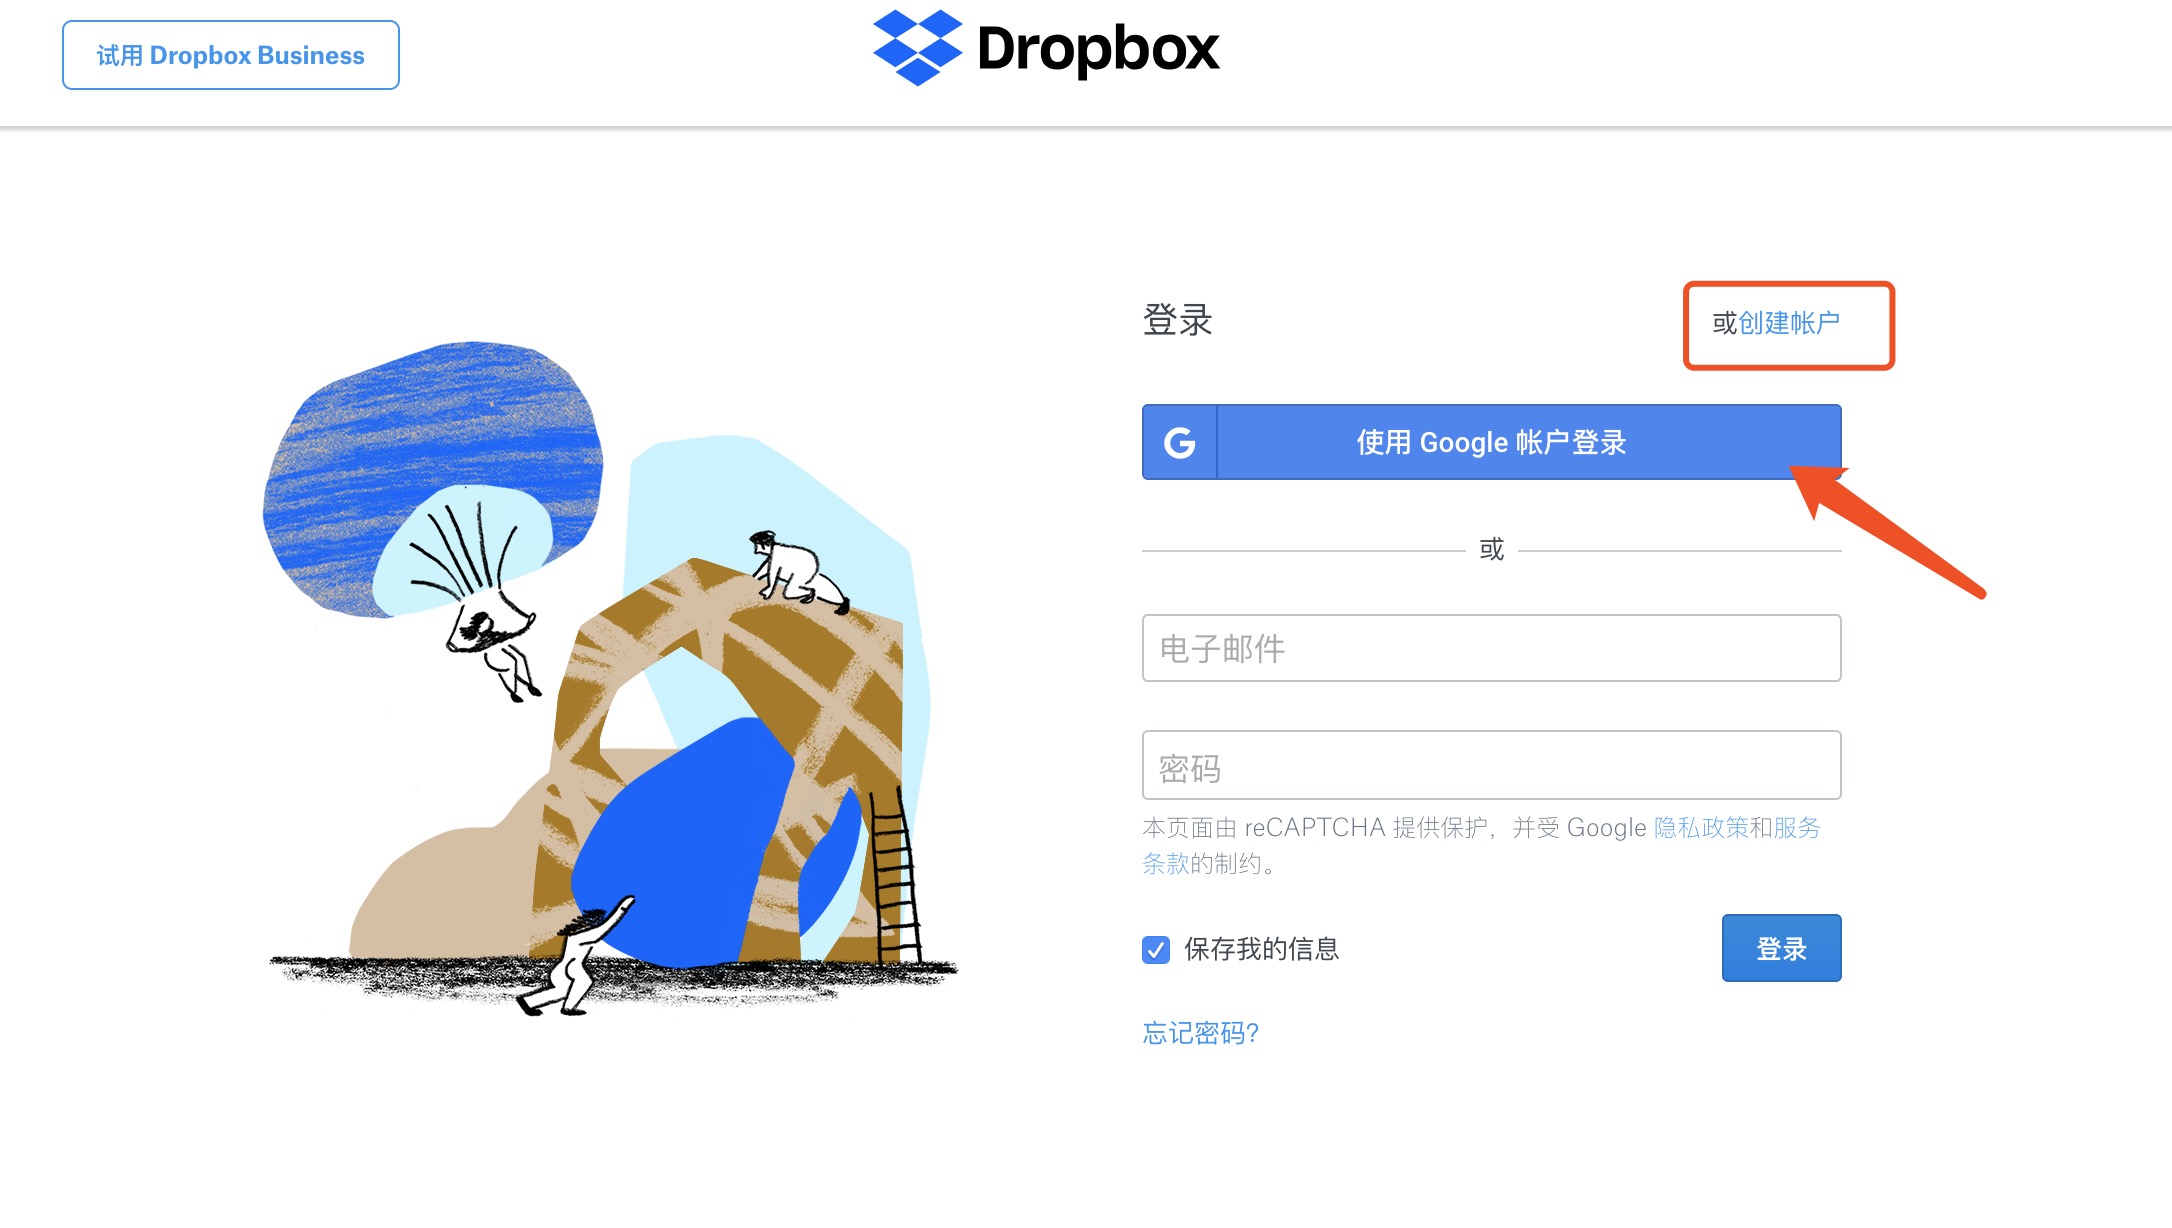 试用 Dropbox Business
Dropbox
登录
或创建帐户
G
使用 Google 帐户登录
或
电子邮件
密码
本页面由 reCAPTCHA 提供保护，并受 Google 隐私政策和服务
条款的制约。
保存我的信息
登录
忘记密码?